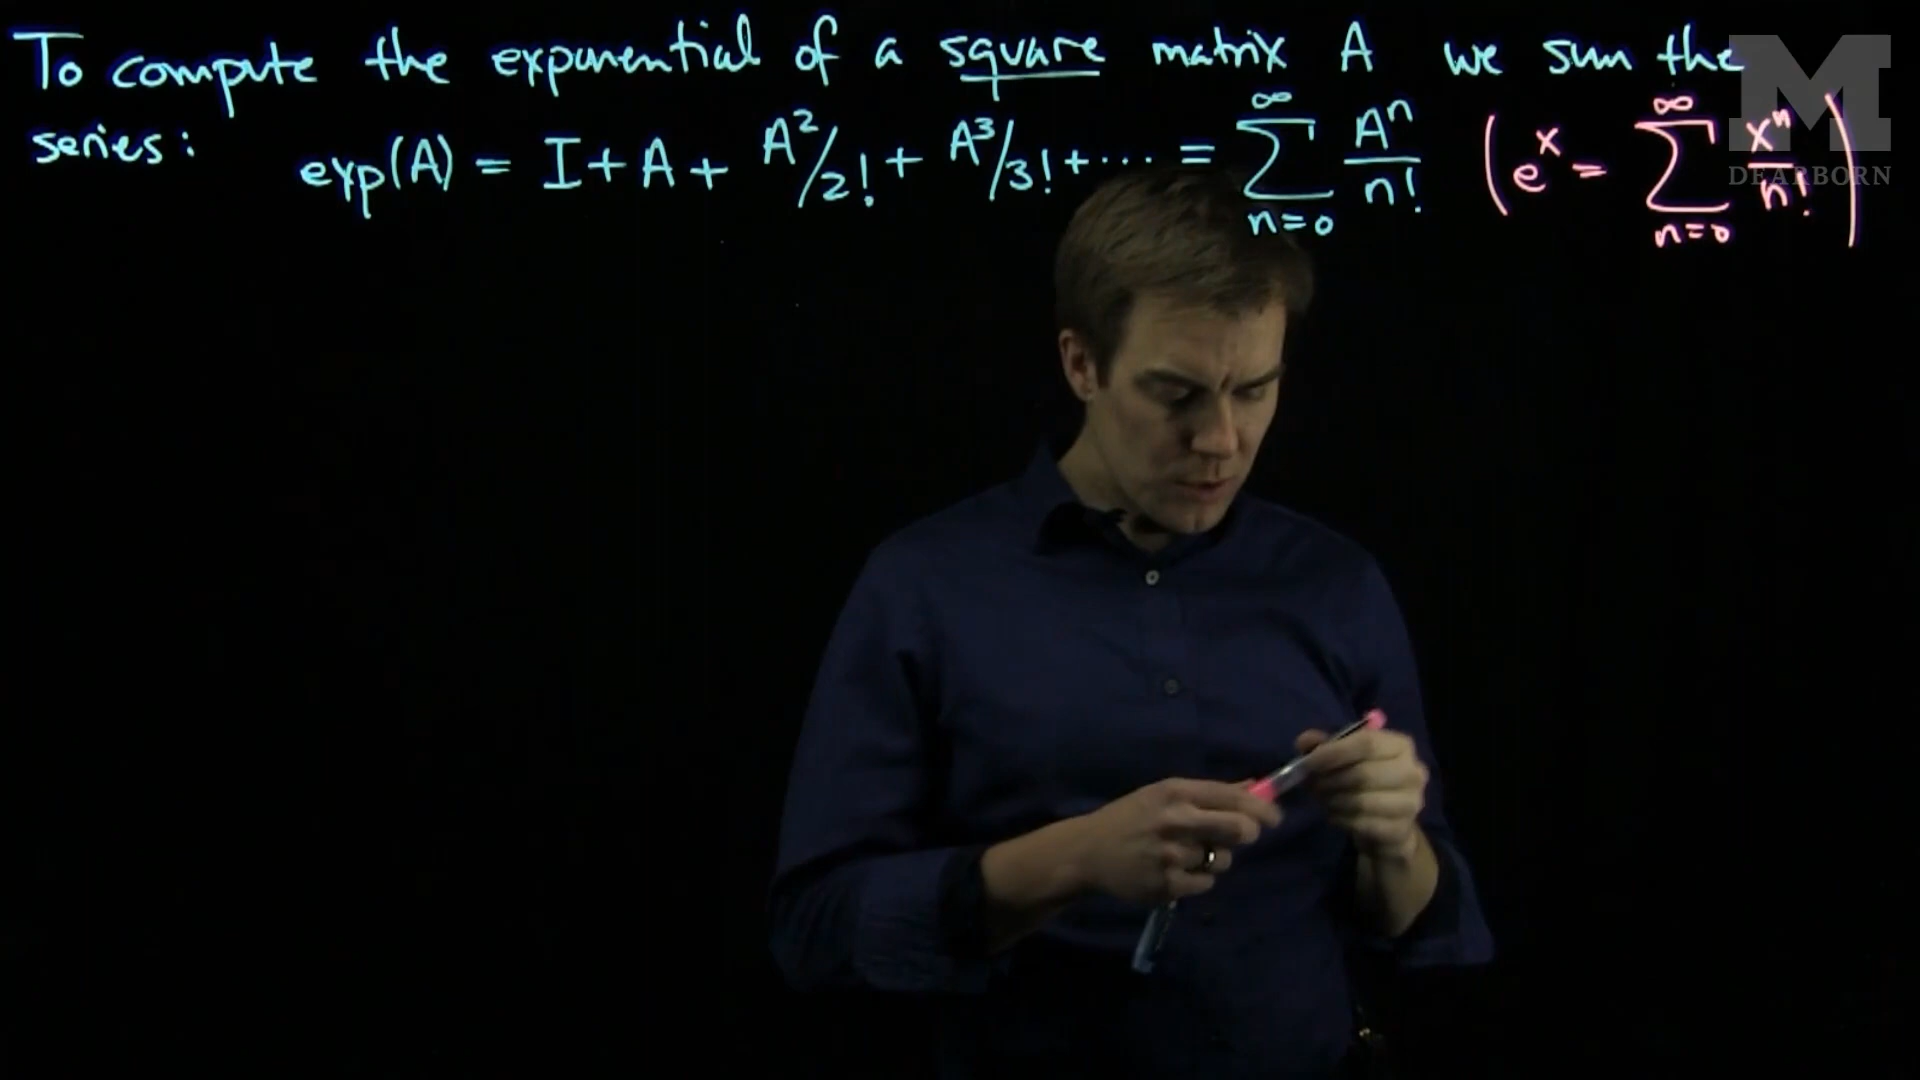 To compute the exponential of a square matrix A we sum the
series: exp(A) = I + A + A²/2! + A³/3! + ⋯ = ∑_{n=0}^{∞} Aⁿ/n! (eˣ = ∑_{n=0}^{∞} xⁿ/n!)
M
DEARBORN